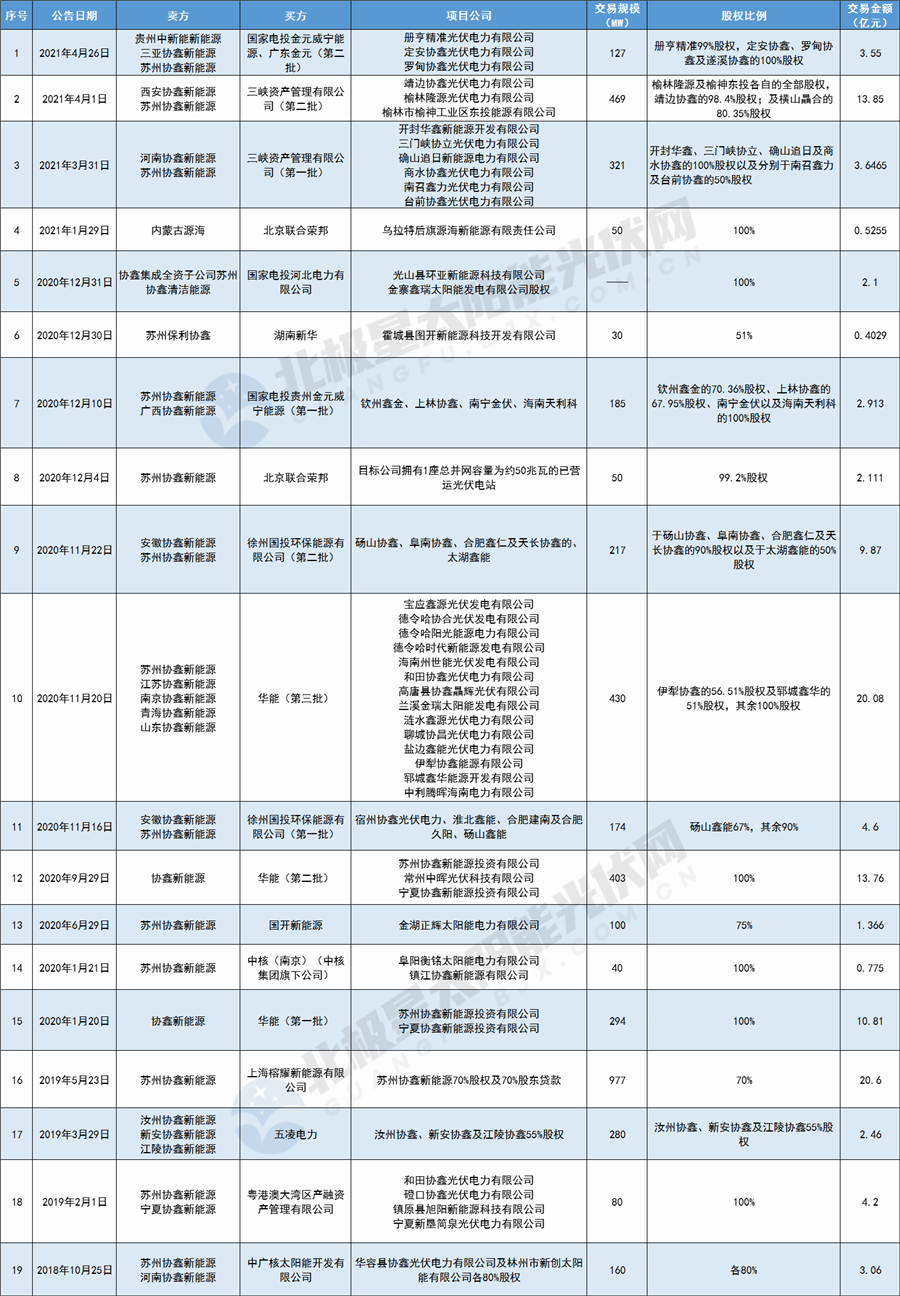 序号 公告日期 卖方 买方 项目公司 交易规模（MW） 股权比例 交易金额（亿元）
1 2021年4月26日
贵州中新能新能源
三亚协鑫新能源
苏州协鑫新能源
国家电投金元威宁能
源、广东金元（第二
批）
册亨精准光伏电力有限公司
定安协鑫光伏电力有限公司
罗甸协鑫光伏电力有限公司
127
册亨精准99%股权，定安协鑫、罗甸协
鑫及遂溪协鑫的100%股权
3.55
2 2021年4月1日
西安协鑫新能源
苏州协鑫新能源
三峡资产管理有限公
司（第二批）
靖边协鑫光伏电力有限公司
榆林隆源光伏电力有限公司
榆林市榆神工业区东投能源有限公司
469
榆林隆源及榆神东投各自的全部股权，
靖边协鑫的98.4%股权；及横山晶合的
80.35%股权
13.85
3 2021年3月31日
河南协鑫新能源
苏州协鑫新能源
三峡资产管理有限公
司（第一批）
开封华鑫新能源开发有限公司
三门峡协立光伏电力有限公司
确山追日新能源电力有限公司
商水协鑫光伏电力有限公司
南召鑫力光伏电力有限公司
台前协鑫光伏电力有限公司
321
开封华鑫、三门峡协立、确山追日及商
水协鑫的100%股权以及分别于南召鑫力
及台前协鑫的50%股权
3.6465
4 2021年1月29日 内蒙古源海 北京联合荣邦 乌拉特后旗源海新能源有限责任公司 50 100% 0.5255
5 2020年12月31日
协鑫集成全资子公司苏州
协鑫清洁能源
国家电投河北电力有
限公司
光山县环亚新能源科技有限公司
金寨鑫瑞太阳能发电有限公司股权
—— 100% 2.1
6 2020年12月30日 苏州保利协鑫 湖南新华 霍城县图开新能源科技开发有限公司 30 51% 0.4029
7 2020年12月10日
苏州协鑫新能源
广西协鑫新能源
国家电投贵州金元威
宁能源（第一批）
钦州鑫金、上林协鑫、南宁金伏、海南天利科
185
钦州鑫金的70.36%股权、上林协鑫的
67.95%股权、南宁金伏以及海南天利科
的100%股权
2.913
8 2020年12月4日 苏州协鑫新能源 北京联合荣邦
目标公司拥有1座总并网容量为约50兆瓦的已营
运光伏电站
50 99.2%股权 2.111
9 2020年11月22日
安徽协鑫新能源
苏州协鑫新能源
徐州国投环保能源有
限公司（第二批）
砀山协鑫、阜南协鑫、合肥鑫仁及天长协鑫的、
太湖鑫能
217
于砀山协鑫、阜南协鑫、合肥鑫仁及天
长协鑫的90%股权以及于太湖鑫能的50%
股权
9.87
10 2020年11月20日
苏州协鑫新能源
江苏协鑫新能源
南京协鑫新能源
青海协鑫新能源
山东协鑫新能源
华能（第三批）
宝应鑫源光伏发电有限公司
德令哈协合光伏发电有限公司
德令哈阳光能源电力有限公司
德令哈时代新能源发电有限公司
海南州世能光伏发电有限公司
和田协鑫光伏电力有限公司
高唐县协鑫晶辉光伏有限公司
兰溪金瑞太阳能发电有限公司
涟水鑫源光伏电力有限公司
聊城协昌光伏电力有限公司
盐边鑫能光伏电力有限公司
伊犁协鑫能源有限公司
郓城鑫华能源开发有限公司
中利腾晖海南电力有限公司
430
伊犁协鑫的56.51%股权及郓城鑫华的
51%股权，其余100%股权
20.08
11 2020年11月16日
安徽协鑫新能源
苏州协鑫新能源
徐州国投环保能源有
限公司（第一批）
宿州协鑫光伏电力、淮北鑫能、合肥建南及合肥
久阳、砀山鑫能
174 砀山鑫能67%，其余90% 4.6
12 2020年9月29日 协鑫新能源 华能（第二批）
苏州协鑫新能源投资有限公司
常州中晖光伏科技有限公司
宁夏协鑫新能源投资有限公司
403 100% 13.76
13 2020年6月29日 苏州协鑫新能源 国开新能源 金湖正辉太阳能电力有限公司 100 75% 1.366
14 2020年1月21日 苏州协鑫新能源
中核（南京）（中核
集团旗下公司）
阜阳衡铭太阳能电力有限公司
镇江协鑫新能源有限公司
40 100% 0.775
15 2020年1月20日 协鑫新能源 华能（第一批）
苏州协鑫新能源投资有限公司
宁夏协鑫新能源投资有限公司
294 100% 10.81
16 2019年5月23日 苏州协鑫新能源
上海榕耀新能源有限
公司
苏州协鑫新能源70%股权及70%股东贷款 977 70% 20.6
17 2019年3月29日
汝州协鑫新能源
新安协鑫新能源
江陵协鑫新能源
五凌电力 汝州协鑫、新安协鑫及江陵协鑫55%股权 280
汝州协鑫、新安协鑫及江陵协鑫55%股
权
2.46
18 2019年2月1日
苏州协鑫新能源
宁夏协鑫新能源
粤港澳大湾区产融资
产管理有限公司
和田协鑫光伏电力有限公司
磴口协鑫光伏电力有限公司
镇原县旭阳新能源科技有限公司
宁夏新垦简泉光伏电力有限公司
80 100% 4.2
19 2018年10月25日
苏州协鑫新能源
河南协鑫新能源
中广核太阳能开发有
限公司
华容县协鑫光伏电力有限公司及林州市新创太阳
能有限公司各80%股权
160 各80% 3.06
北极星太阳能光伏网
GUANGFU.BJX.COM.CN
北极星太阳能光伏网
GUANGFU.BJX.COM.CN